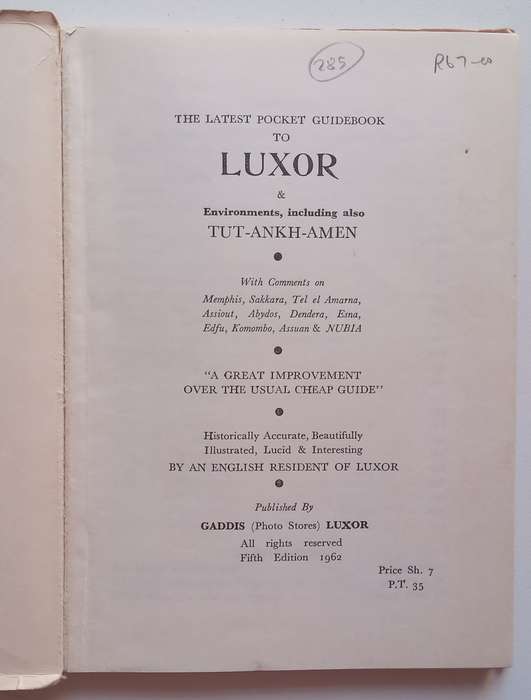 285
R67-00
THE LATEST POCKET GUIDEBOOK
TO
LUXOR
&
Environments, including also
TUT-ANKH-AMEN
With Comments on
Memphis, Sakkara, Tel el Amarna,
Assiout, Abydos, Dendera, Esna,
Edfu, Komombo, Assuan & NUBIA
"A GREAT IMPROVEMENT
OVER THE USUAL CHEAP GUIDE"
Historically Accurate, Beautifully
Illustrated, Lucid & Interesting
BY AN ENGLISH RESIDENT OF LUXOR
Published By
GADDIS (Photo Stores) LUXOR
All rights reserved
Fifth Edition 1962
Price Sh. 7
P.T. 35